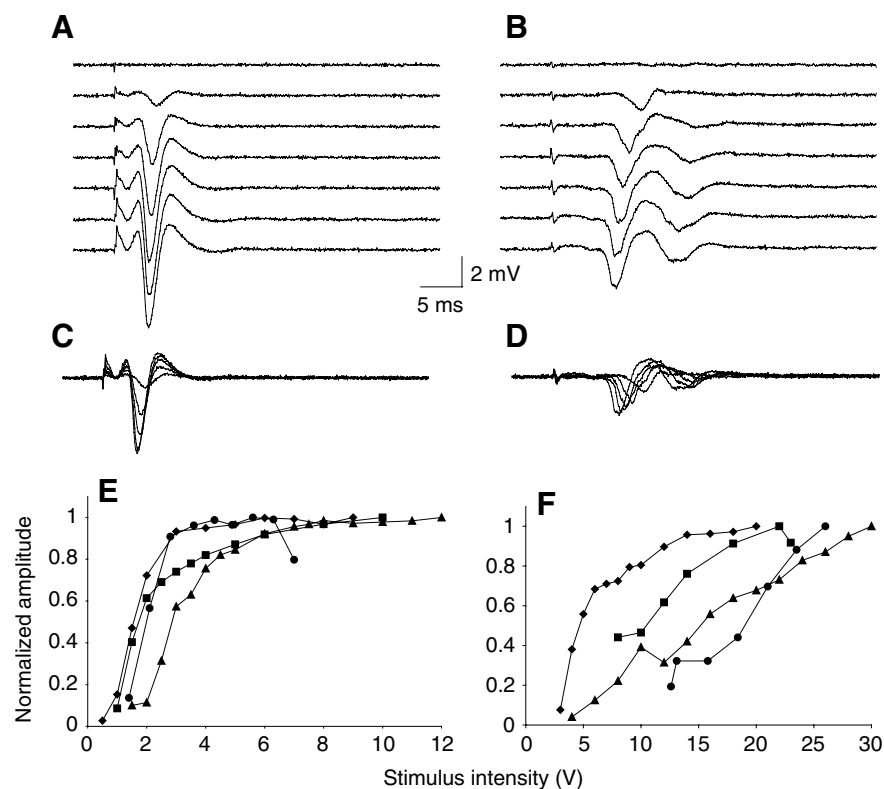 A
B
2 mV
5 ms
C
D
E
F
Normalized amplitude
1
0.8
0.6
0.4
0.2
0
0 2 4 6 8 10 12
1
0.8
0.6
0.4
0.2
0
0 5 10 15 20 25 30
Stimulus intensity (V)